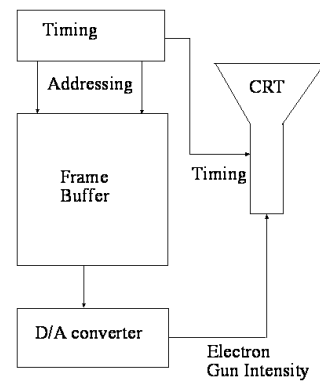 Timing
Addressing
CRT
Frame
Buffer
Timing
D/A converter
Electron
Gun Intensity